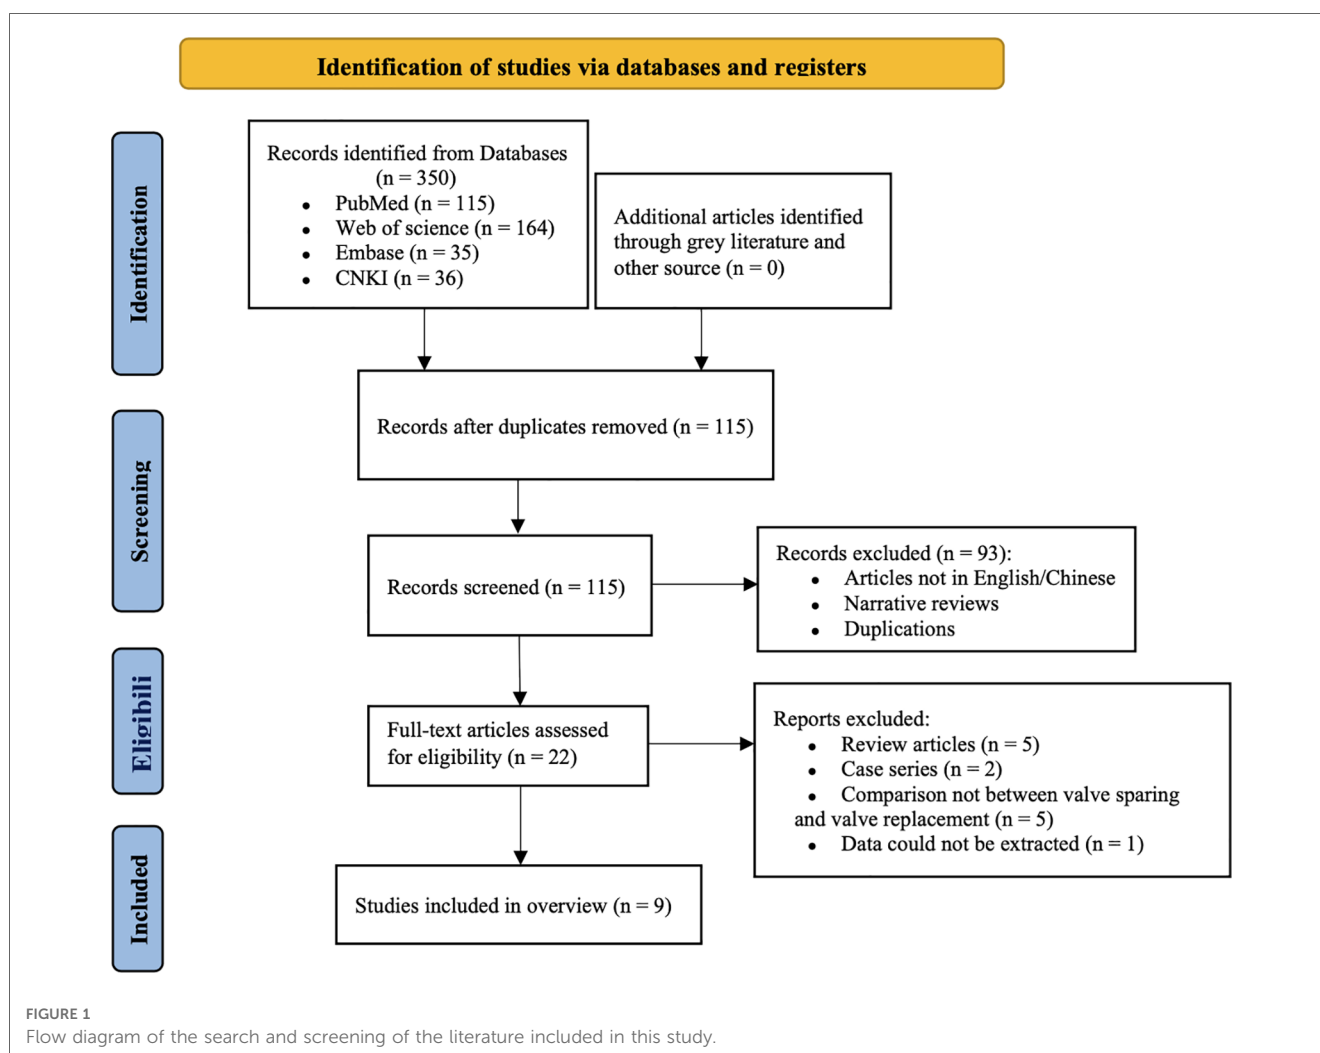 Identification of studies via databases and registers
Identification
Records identified from Databases
(n = 350)
• PubMed (n = 115)
• Web of science (n = 164)
• Embase (n = 35)
• CNKI (n = 36)
Additional articles identified
through grey literature and
other source (n = 0)
Records after duplicates removed (n = 115)
Screening
Records screened (n = 115)
Records excluded (n = 93):
• Articles not in English/Chinese
• Narrative reviews
• Duplications
Eligibili
Full-text articles assessed
for eligibility (n = 22)
Reports excluded:
• Review articles (n = 5)
• Case series (n = 2)
• Comparison not between valve sparing
and valve replacement (n = 5)
• Data could not be extracted (n = 1)
Included
Studies included in overview (n = 9)
FIGURE 1
Flow diagram of the search and screening of the literature included in this study.